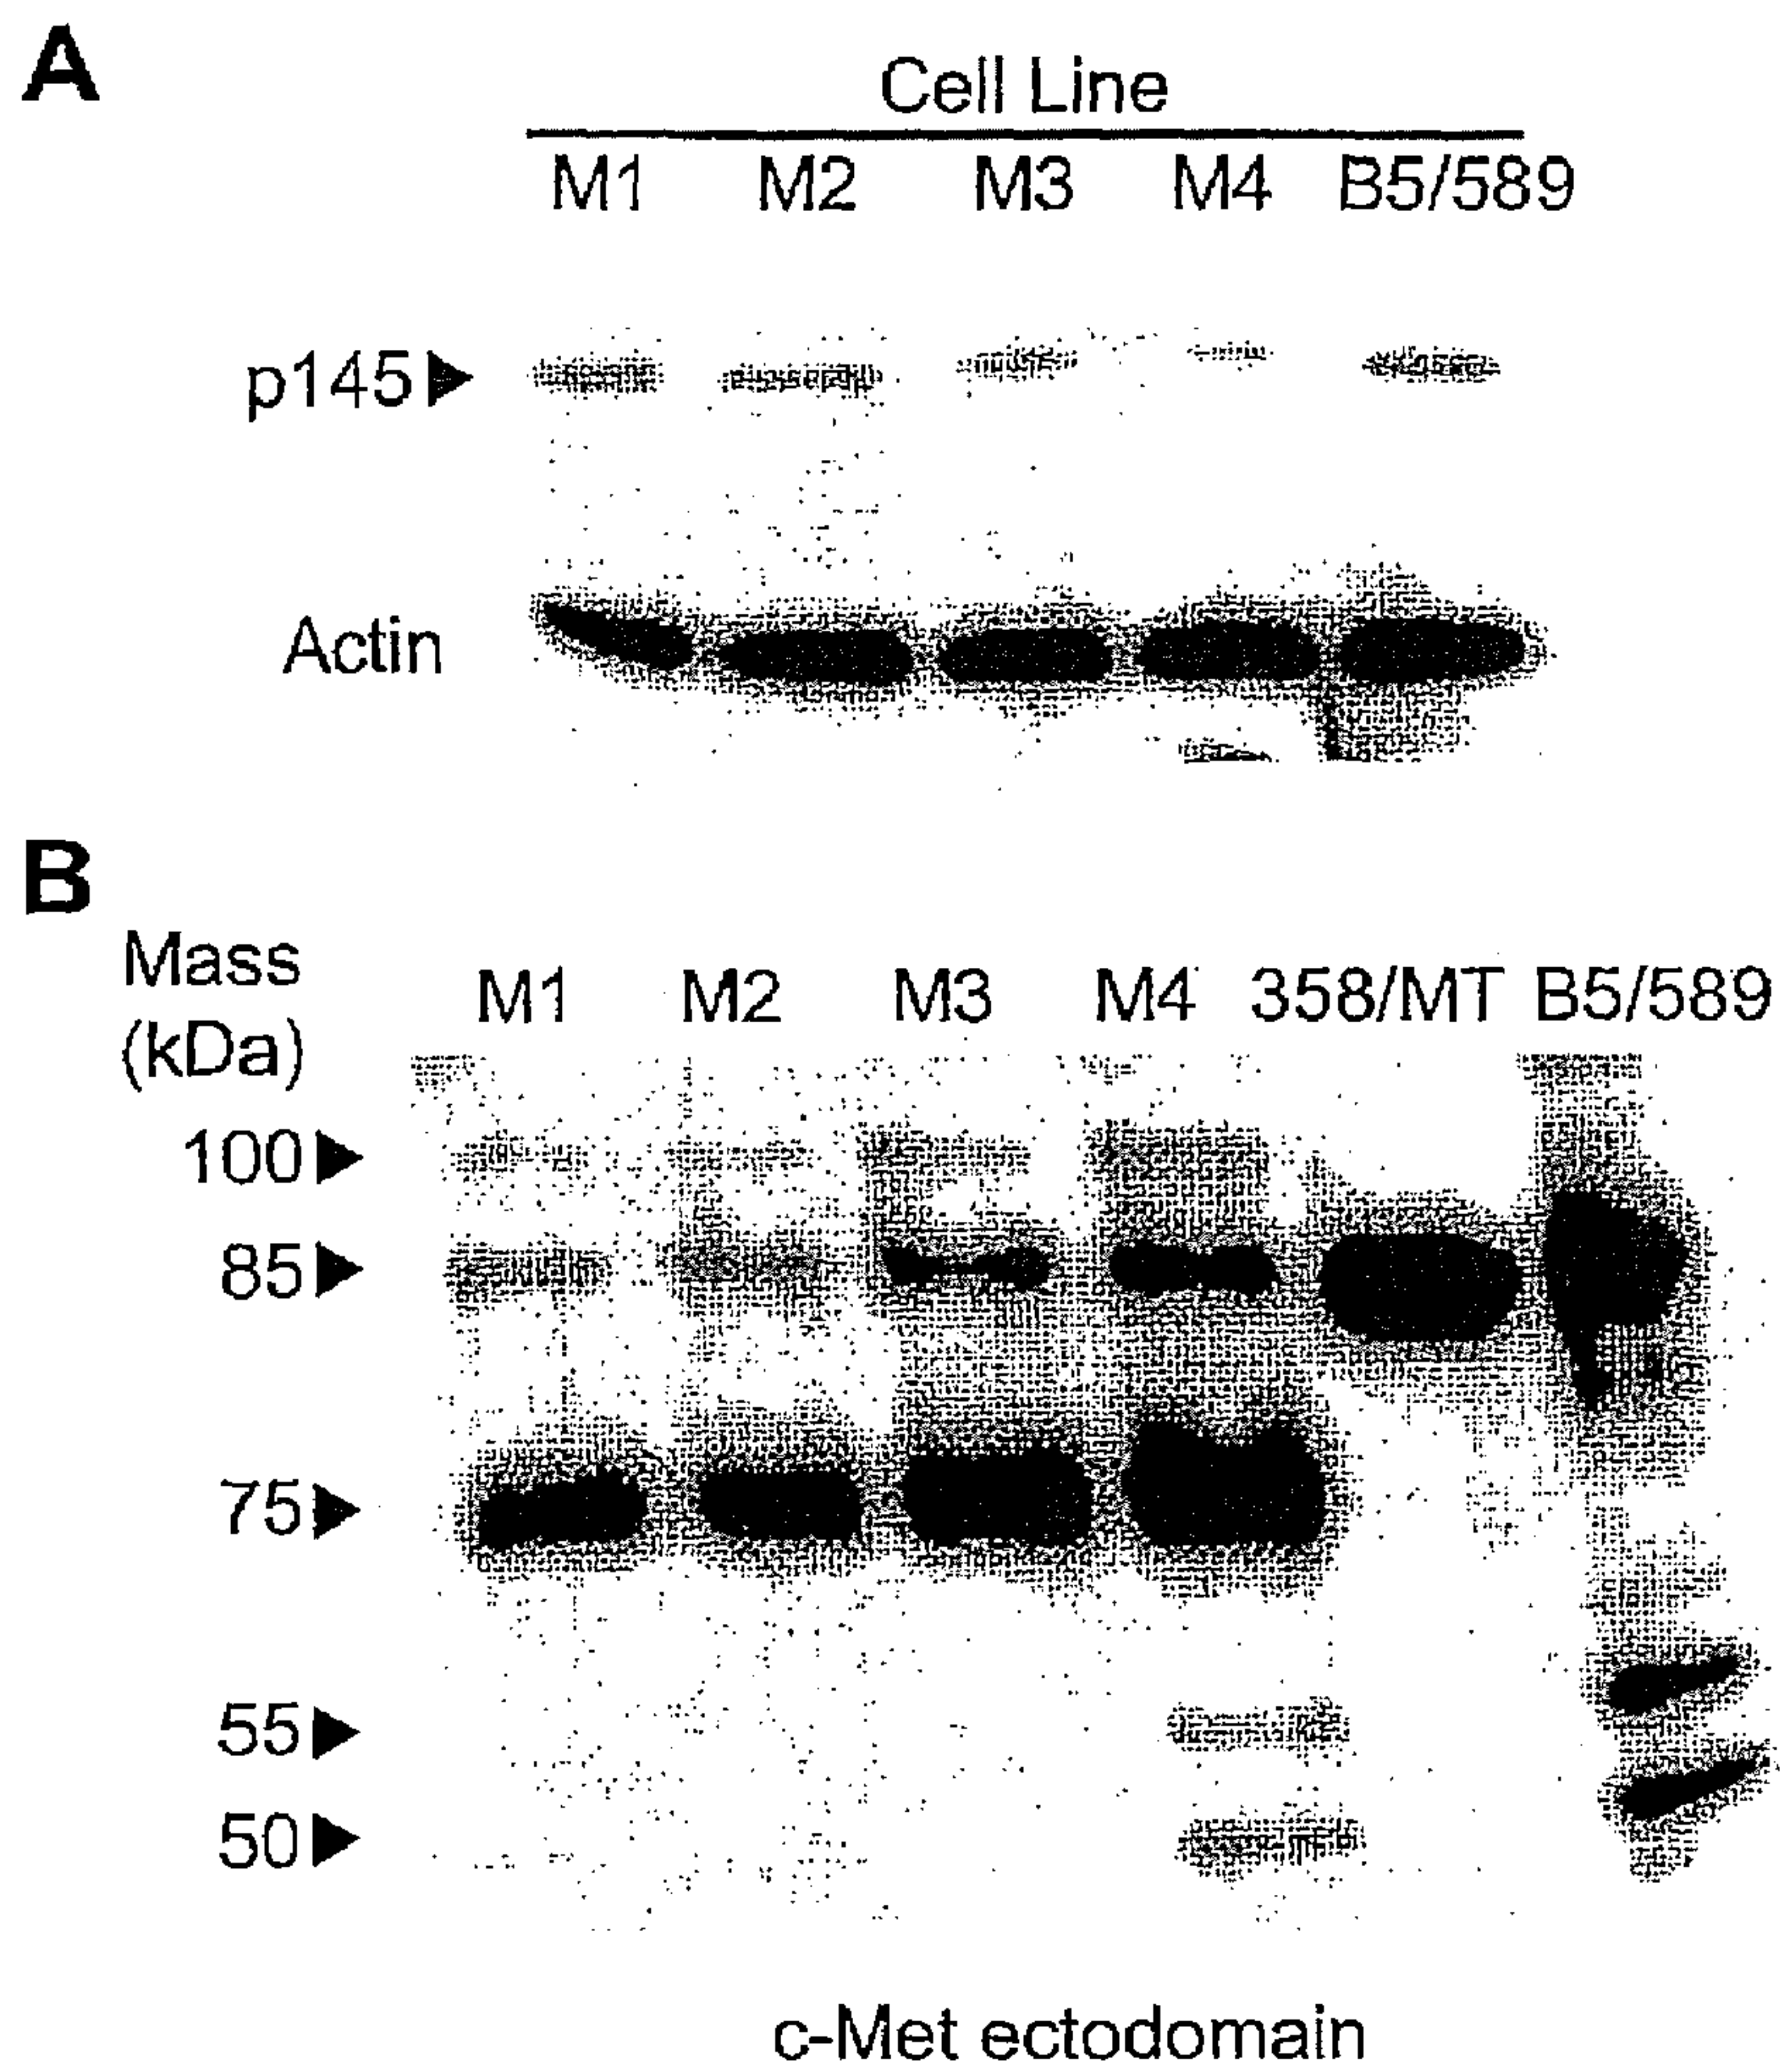 A
Cell Line
M1 M2 M3 M4 B5/589
p145
Actin
B
Mass
(kDa)
M1 M2 M3 M4 358/MT B5/589
100
85
75
55
50
c-Met ectodomain